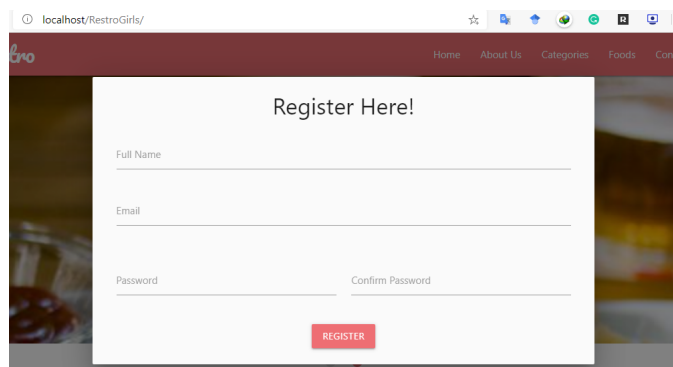 localhost/RestroGirls/
Home About Us Categories Foods
Register Here!
Full Name
Email
Password Confirm Password
REGISTER